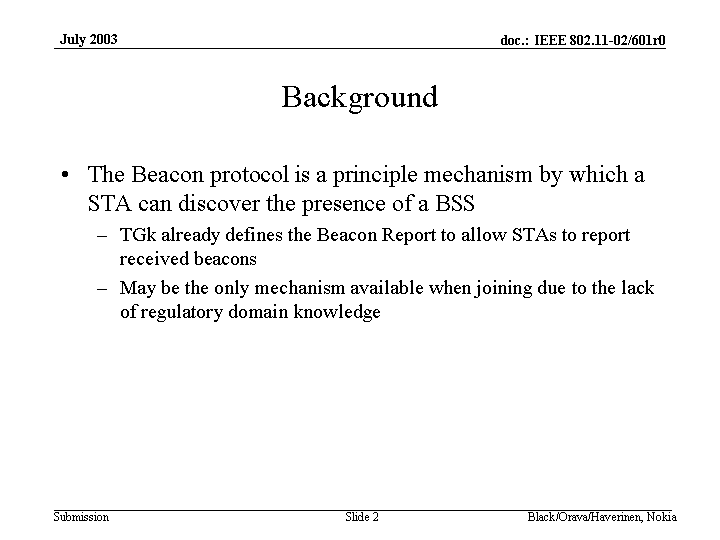 July 2003
doc. : IEEE 802. 11-02/601 r0
Background
• The Beacon protocol is a principle mechanism by which a
STA can discover the presence of a BSS
– TGk already defines the Beacon Report to allow STAs to report
received beacons
– May be the only mechanism available when joining due to the lack
of regulatory domain knowledge
Submission
Slide 2
Black/Orava/Haverinen, Nokia